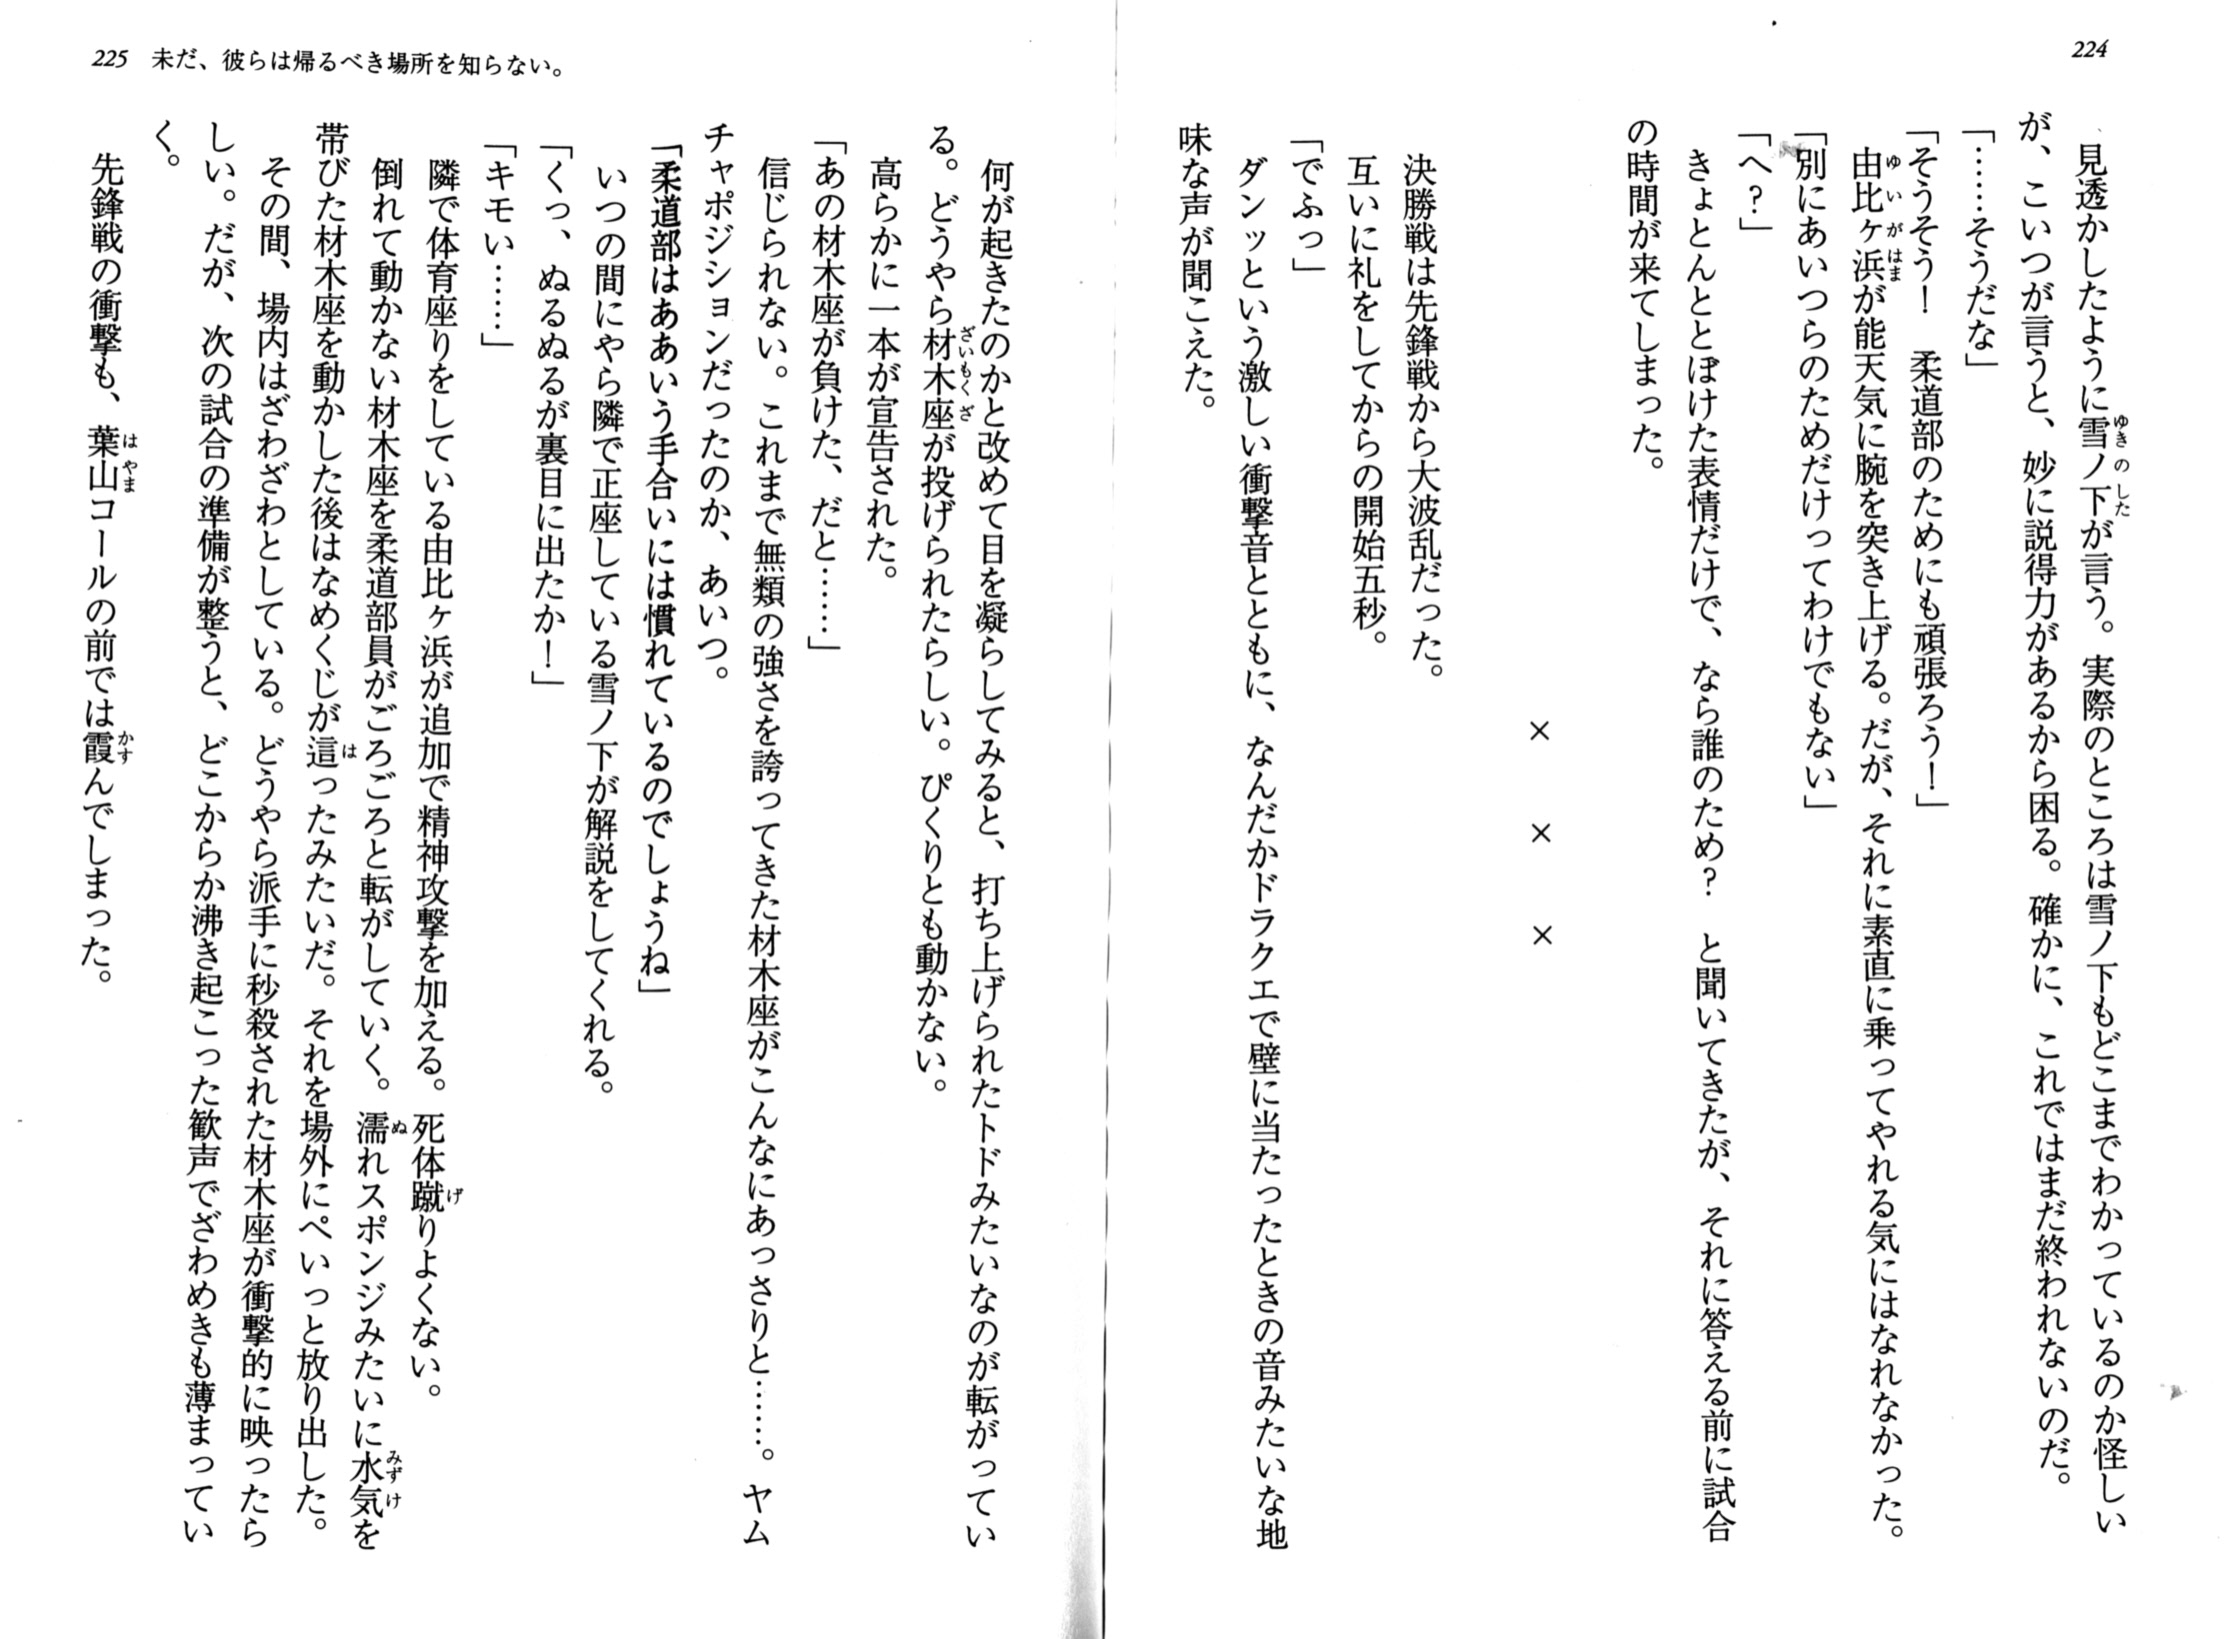 224
見透かしたように雪ノ下が言う。実際のところは雪ノ下もどこまでわかっているのか怪しい
が、こいつが言うと、妙に説得力があるから困る。確かに、これではまだ終われないのだ。
「……そうだな」
「そうそう！　柔道部のためにも頑張ろう！」
由比ヶ浜が能天気に腕を突き上げる。だが、それに素直に乗ってやれる気にはなれなかった。
「別にあいつらのためだけってわけでもない」
「へ？」
きょとんととぼけた表情だけで、なら誰のため？　と聞いてきたが、それに答える前に試合
の時間が来てしまった。
×　×　×
決勝戦は先鋒戦から大波乱だった。
互いに礼をしてからの開始五秒。
「でふっ」
ダンッという激しい衝撃音とともに、なんだかドラクエで壁に当たったときの音みたいな地
味な声が聞こえた。
225　未だ、彼らは帰るべき場所を知らない。
何が起きたのかと改めて目を凝らしてみると、打ち上げられたトドみたいなのが転がってい
る。どうやら材木座が投げられたらしい。ぴくりとも動かない。
高らかに一本が宣告された。
「あの材木座が負けた、だと……」
信じられない。これまで無類の強さを誇ってきた材木座がこんなにあっさりと……。ヤム
チャポジションだったのか、あいつ。
「柔道部はああいう手合いには慣れているのでしょうね」
いつの間にやら隣で正座している雪ノ下が解説をしてくれる。
「くっ、ぬるぬるが裏目に出たか！」
「キモい……」
隣で体育座りをしている由比ヶ浜が追加で精神攻撃を加える。死体蹴りよくない。
倒れて動かない材木座を柔道部員がごろごろと転がしていく。濡れスポンジみたいに水気を
帯びた材木座を動かした後はなめくじが這ったみたいだ。それを場外にぺいっと放り出した。
その間、場内はざわざわとしている。どうやら派手に秒殺された材木座が衝撃的に映ったら
しい。だが、次の試合の準備が整うと、どこからか沸き起こった歓声でざわめきも薄まってい
く。
先鋒戦の衝撃も、葉山コールの前では霞んでしまった。